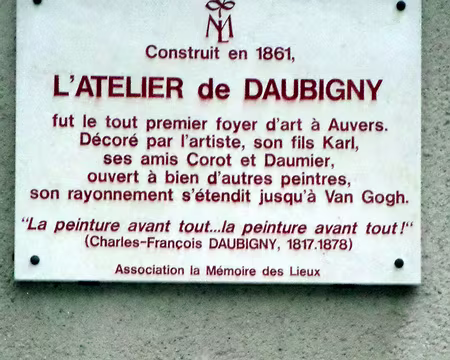 ML
Construit en 1861,
L'ATELIER de DAUBIGNY
fut le tout premier foyer d'art à Auvers.
Décoré par l'artiste, son fils Karl,
ses amis Corot et Daumier,
ouvert à bien d'autres peintres,
son rayonnement s'étendit jusqu'à Van Gogh.
"La peinture avant tout...la peinture avant tout!"
(Charles-François DAUBIGNY, 1817.1878)
Association la Mémoire des Lieux